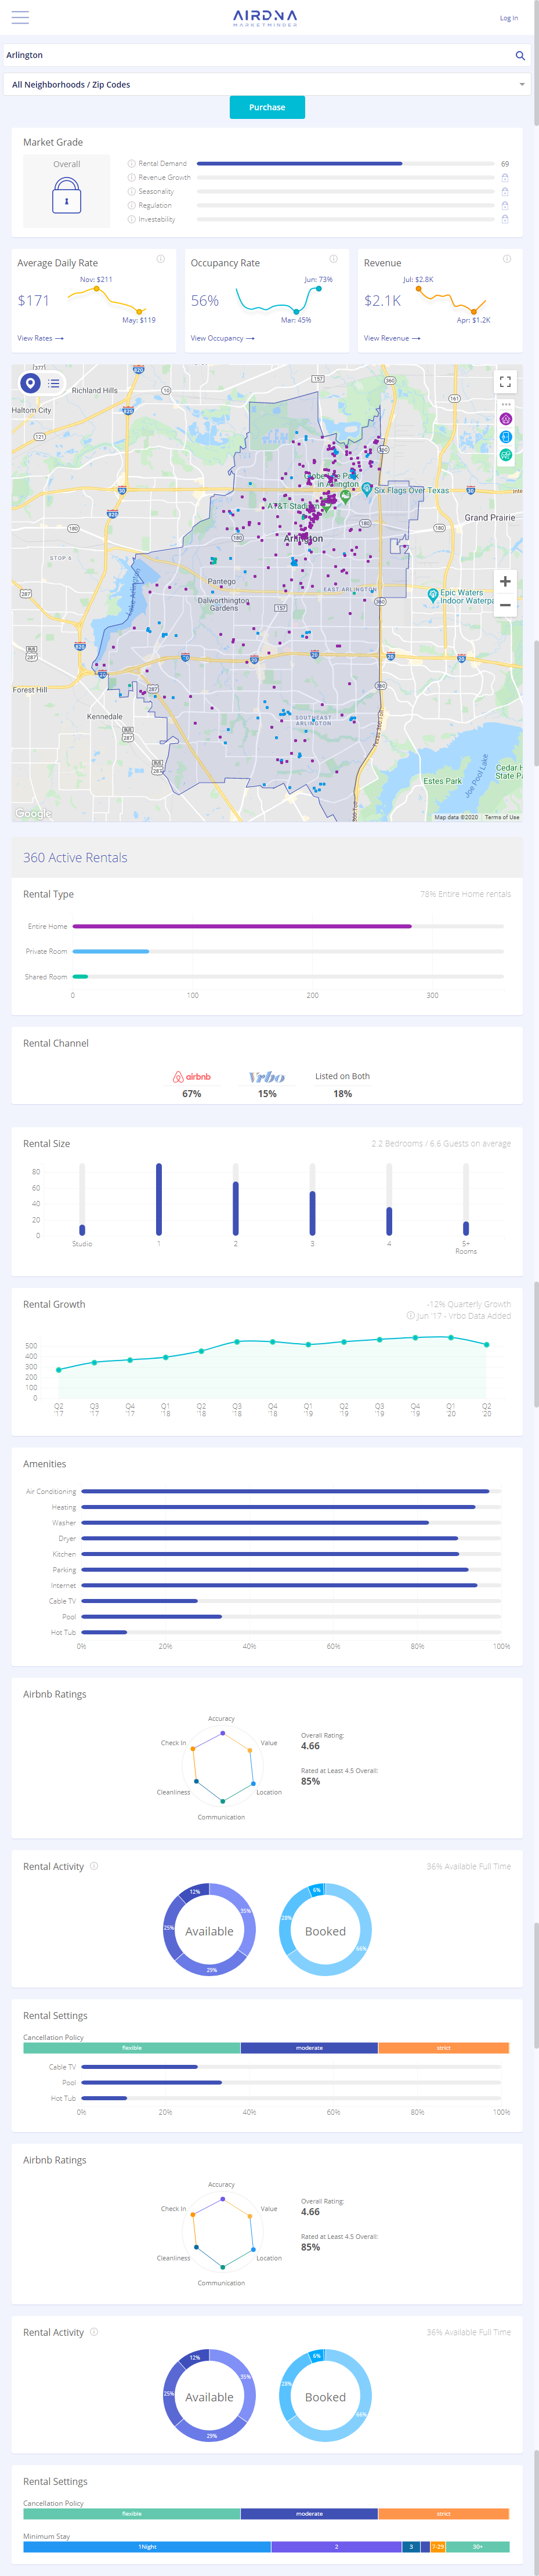 AIRDNA
MARKETMINDER
Log In
Arlington
All Neighborhoods / Zip Codes
Purchase
Market Grade
Overall
Rental Demand
69
Revenue Growth
Seasonality
Regulation
Investability
Average Daily Rate
Nov: $211
$171
May: $119
View Rates
Occupancy Rate
Jun: 73%
56%
Mar: 45%
View Occupancy
Revenue
Jul: $2.8K
$2.1K
Apr: $1.2K
View Revenue
Richland Hills
Haltom City
Six Flags Over Texas
AT&T Stadium
Arlington
Grand Prairie
STOP 6
Pantego
Dalworthington
Gardens
EAST ARLINGTON
Epic Waters
Indoor Waterpa
Lake Arlington
Forest Hill
Kennedale
SOUTHEAST
ARLINGTON
Estes Park
Joe Pool Lake
Cedar H
State Pa
Google
Map data ©2020
Terms of Use
360 Active Rentals
Rental Type
78% Entire Home rentals
Entire Home
Private Room
Shared Room
0 100 200 300
Rental Channel
airbnb
Vrbo
Listed on Both
67%
15%
18%
Rental Size
2.2 Bedrooms / 6.6 Guests on average
80
60
40
20
0
Studio 1 2 3 4 5+
Rooms
Rental Growth
-12% Quarterly Growth
Jun '17 - Vrbo Data Added
500
400
300
200
100
0
Q2 Q3 Q4 Q1 Q2 Q3 Q4 Q1 Q2 Q3 Q4 Q1 Q2
'17 '17 '17 '18 '18 '18 '18 '19 '19 '19 '19 '20 '20
Amenities
Air Conditioning
Heating
Washer
Dryer
Kitchen
Parking
Internet
Cable TV
Pool
Hot Tub
0% 20% 40% 60% 80% 100%
Airbnb Ratings
Accuracy
Check In
Value
Cleanliness
Location
Communication
Overall Rating:
4.66
Rated at Least 4.5 Overall:
85%
Rental Activity
36% Available Full Time
12%
35%
25%
29%
Available
6%
28%
66%
Booked
Rental Settings
Cancellation Policy
flexible moderate strict
Cable TV
Pool
Hot Tub
0% 20% 40% 60% 80% 100%
Airbnb Ratings
Accuracy
Check In
Value
Cleanliness
Location
Communication
Overall Rating:
4.66
Rated at Least 4.5 Overall:
85%
Rental Activity
36% Available Full Time
12%
35%
25%
29%
Available
6%
28%
66%
Booked
Rental Settings
Cancellation Policy
flexible moderate strict
Minimum Stay
1Night 2 3 7-29 30+